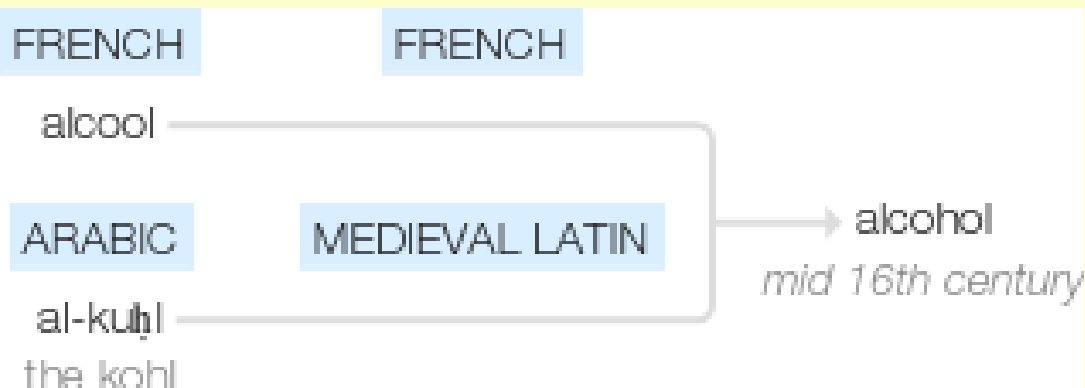 FRENCH FRENCH
alcool
ARABIC MEDIEVAL LATIN
alcohol
mid 16th century
al-kuḥl
the kohl